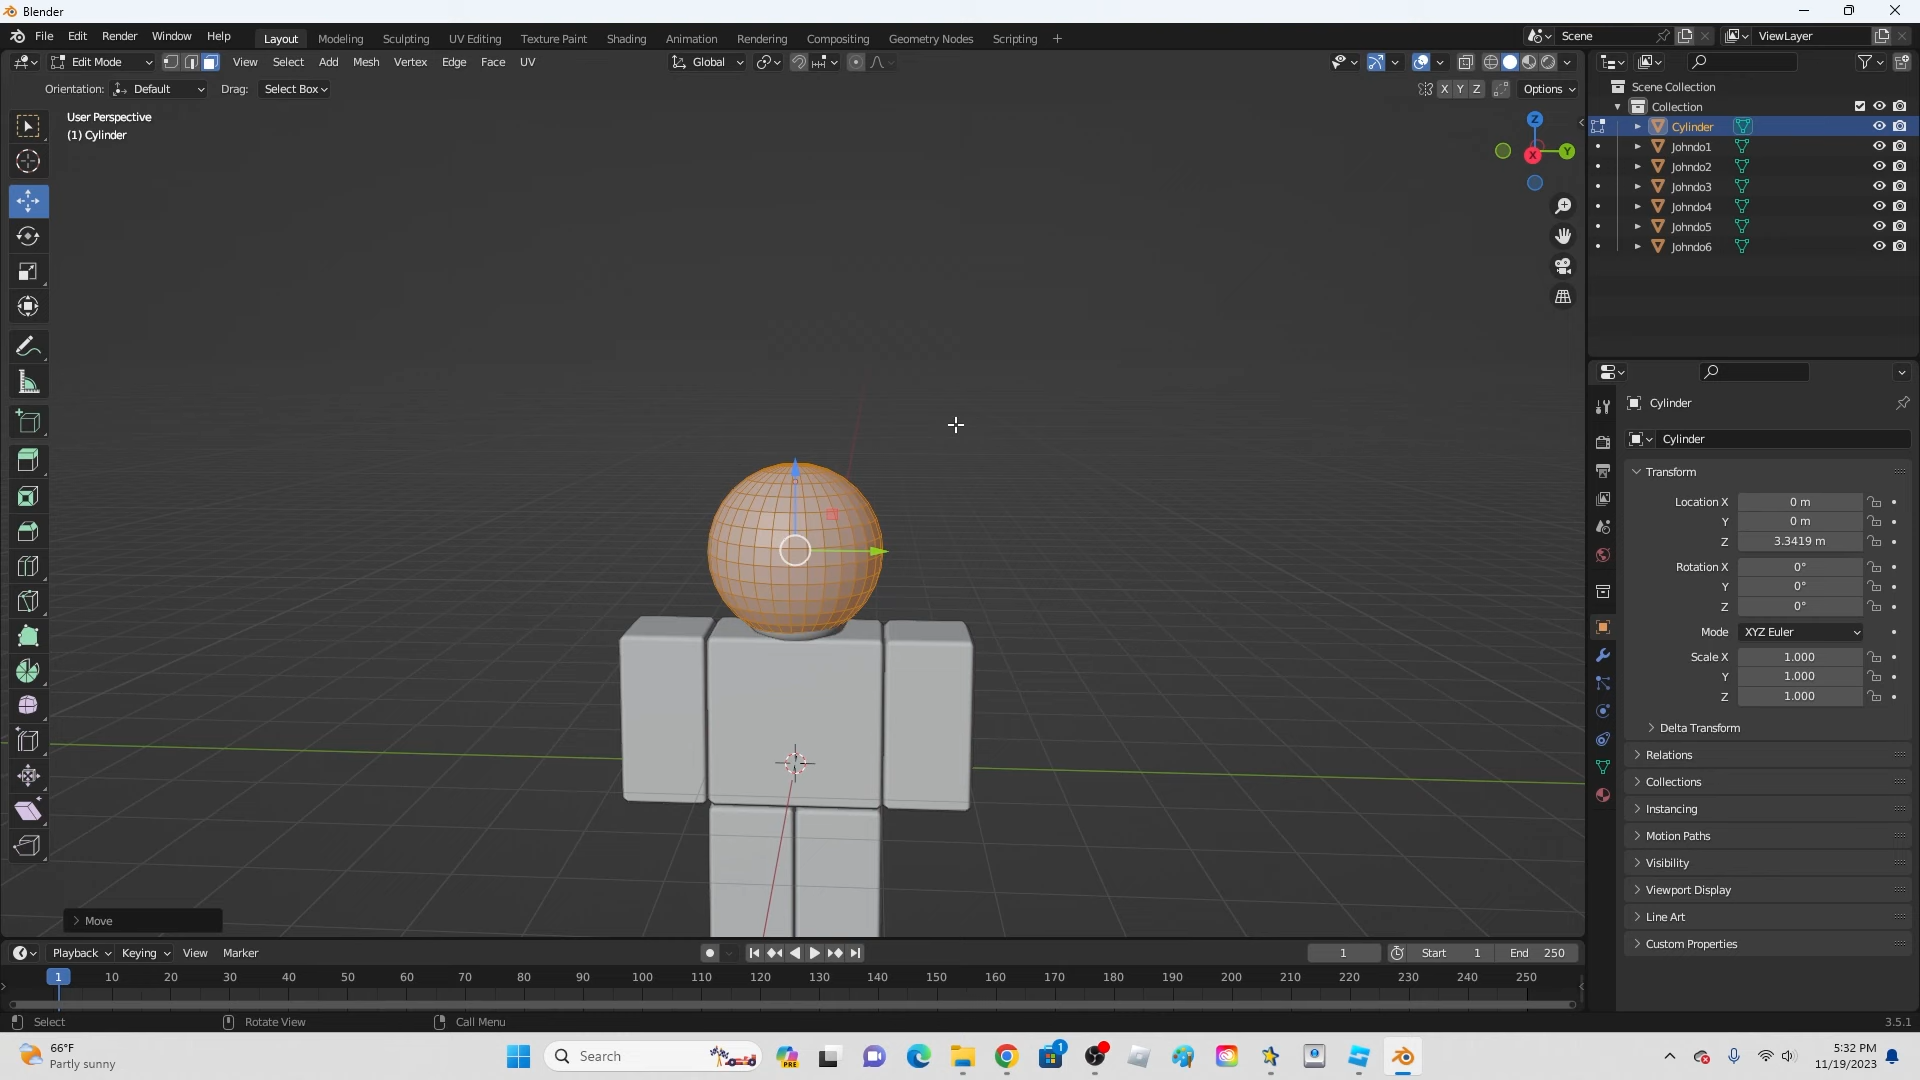 Blender
File Edit Render Window Help Layout Modeling Sculpting UV Editing Texture Paint Shading Animation Rendering Compositing Geometry Nodes Scripting + Scene ViewLayer
Edit Mode View Select Add Mesh Vertex Edge Face UV Global
Orientation: Default Drag: Select Box X Y Z Options
User Perspective
(1) Cylinder
Z
Y
X
Scene Collection
Collection
Cylinder
Johndo1
Johndo2
Johndo3
Johndo4
Johndo5
Johndo6
Cylinder
Cylinder
Transform
Location X 0 m
Y 0 m
Z 3.3419 m
Rotation X 0°
Y 0°
Z 0°
Mode XYZ Euler
Scale X 1.000
Y 1.000
Z 1.000
Delta Transform
Relations
Collections
Instancing
Motion Paths
Visibility
Viewport Display
Line Art
Custom Properties
Move
Playback Keying View Marker 1 Start 1 End 250
1 10 20 30 40 50 60 70 80 90 100 110 120 130 140 150 160 170 180 190 200 210 220 230 240 250
Select Rotate View Call Menu 3.5.1
66°F
Partly sunny
Search
PRE
1
5:32 PM
11/19/2023